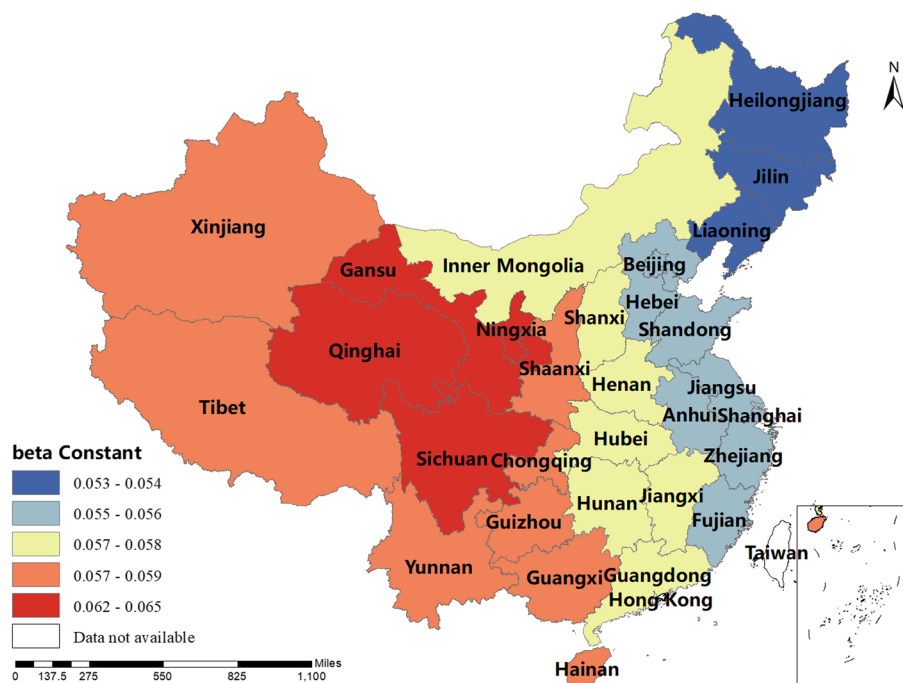 N
Heilongjiang
Jilin
Liaoning
Xinjiang
Gansu
Inner Mongolia
Beijing
Hebei
Shanxi
Shandong
Ningxia
Qinghai
Shaanxi
Henan
Jiangsu
Tibet
Anhui
Shanghai
Hubei
Zhejiang
Sichuan
Chongqing
Hunan
Jiangxi
Fujian
Guizhou
Taiwan
Yunnan
Guangxi
Guangdong
Hong Kong
Hainan
beta Constant
0.053 - 0.054
0.055 - 0.056
0.057 - 0.058
0.057 - 0.059
0.062 - 0.065
Data not available
Miles
0 137.5 275 550 825 1,100